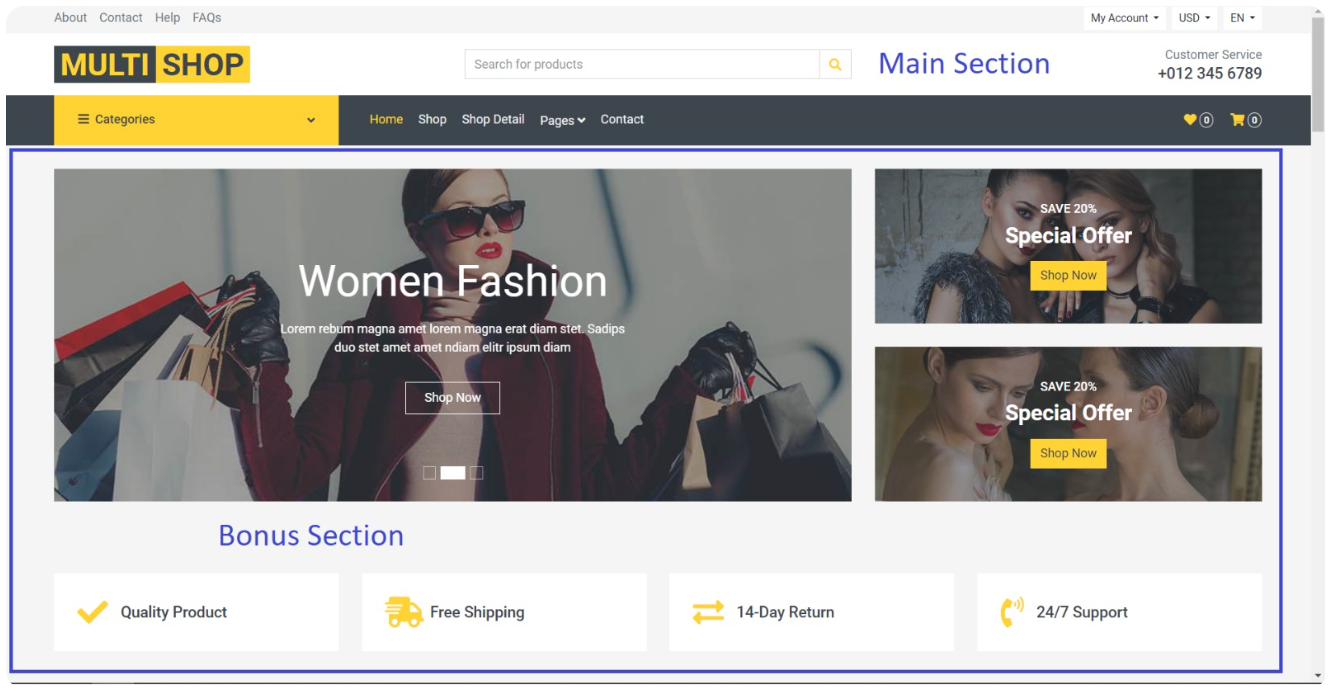 About Contact Help FAQs My Account USD EN
MULTI SHOP
Search for products
Main Section
Customer Service
+012 345 6789
Categories
Home Shop Shop Detail Pages Contact
0 0
Women Fashion
Lorem rebum magna amet lorem magna erat diam stet. Sadips
duo stet amet amet ndiam elitr ipsum diam
Shop Now
SAVE 20%
Special Offer
Shop Now
SAVE 20%
Special Offer
Shop Now
Bonus Section
Quality Product
Free Shipping
14-Day Return
24/7 Support